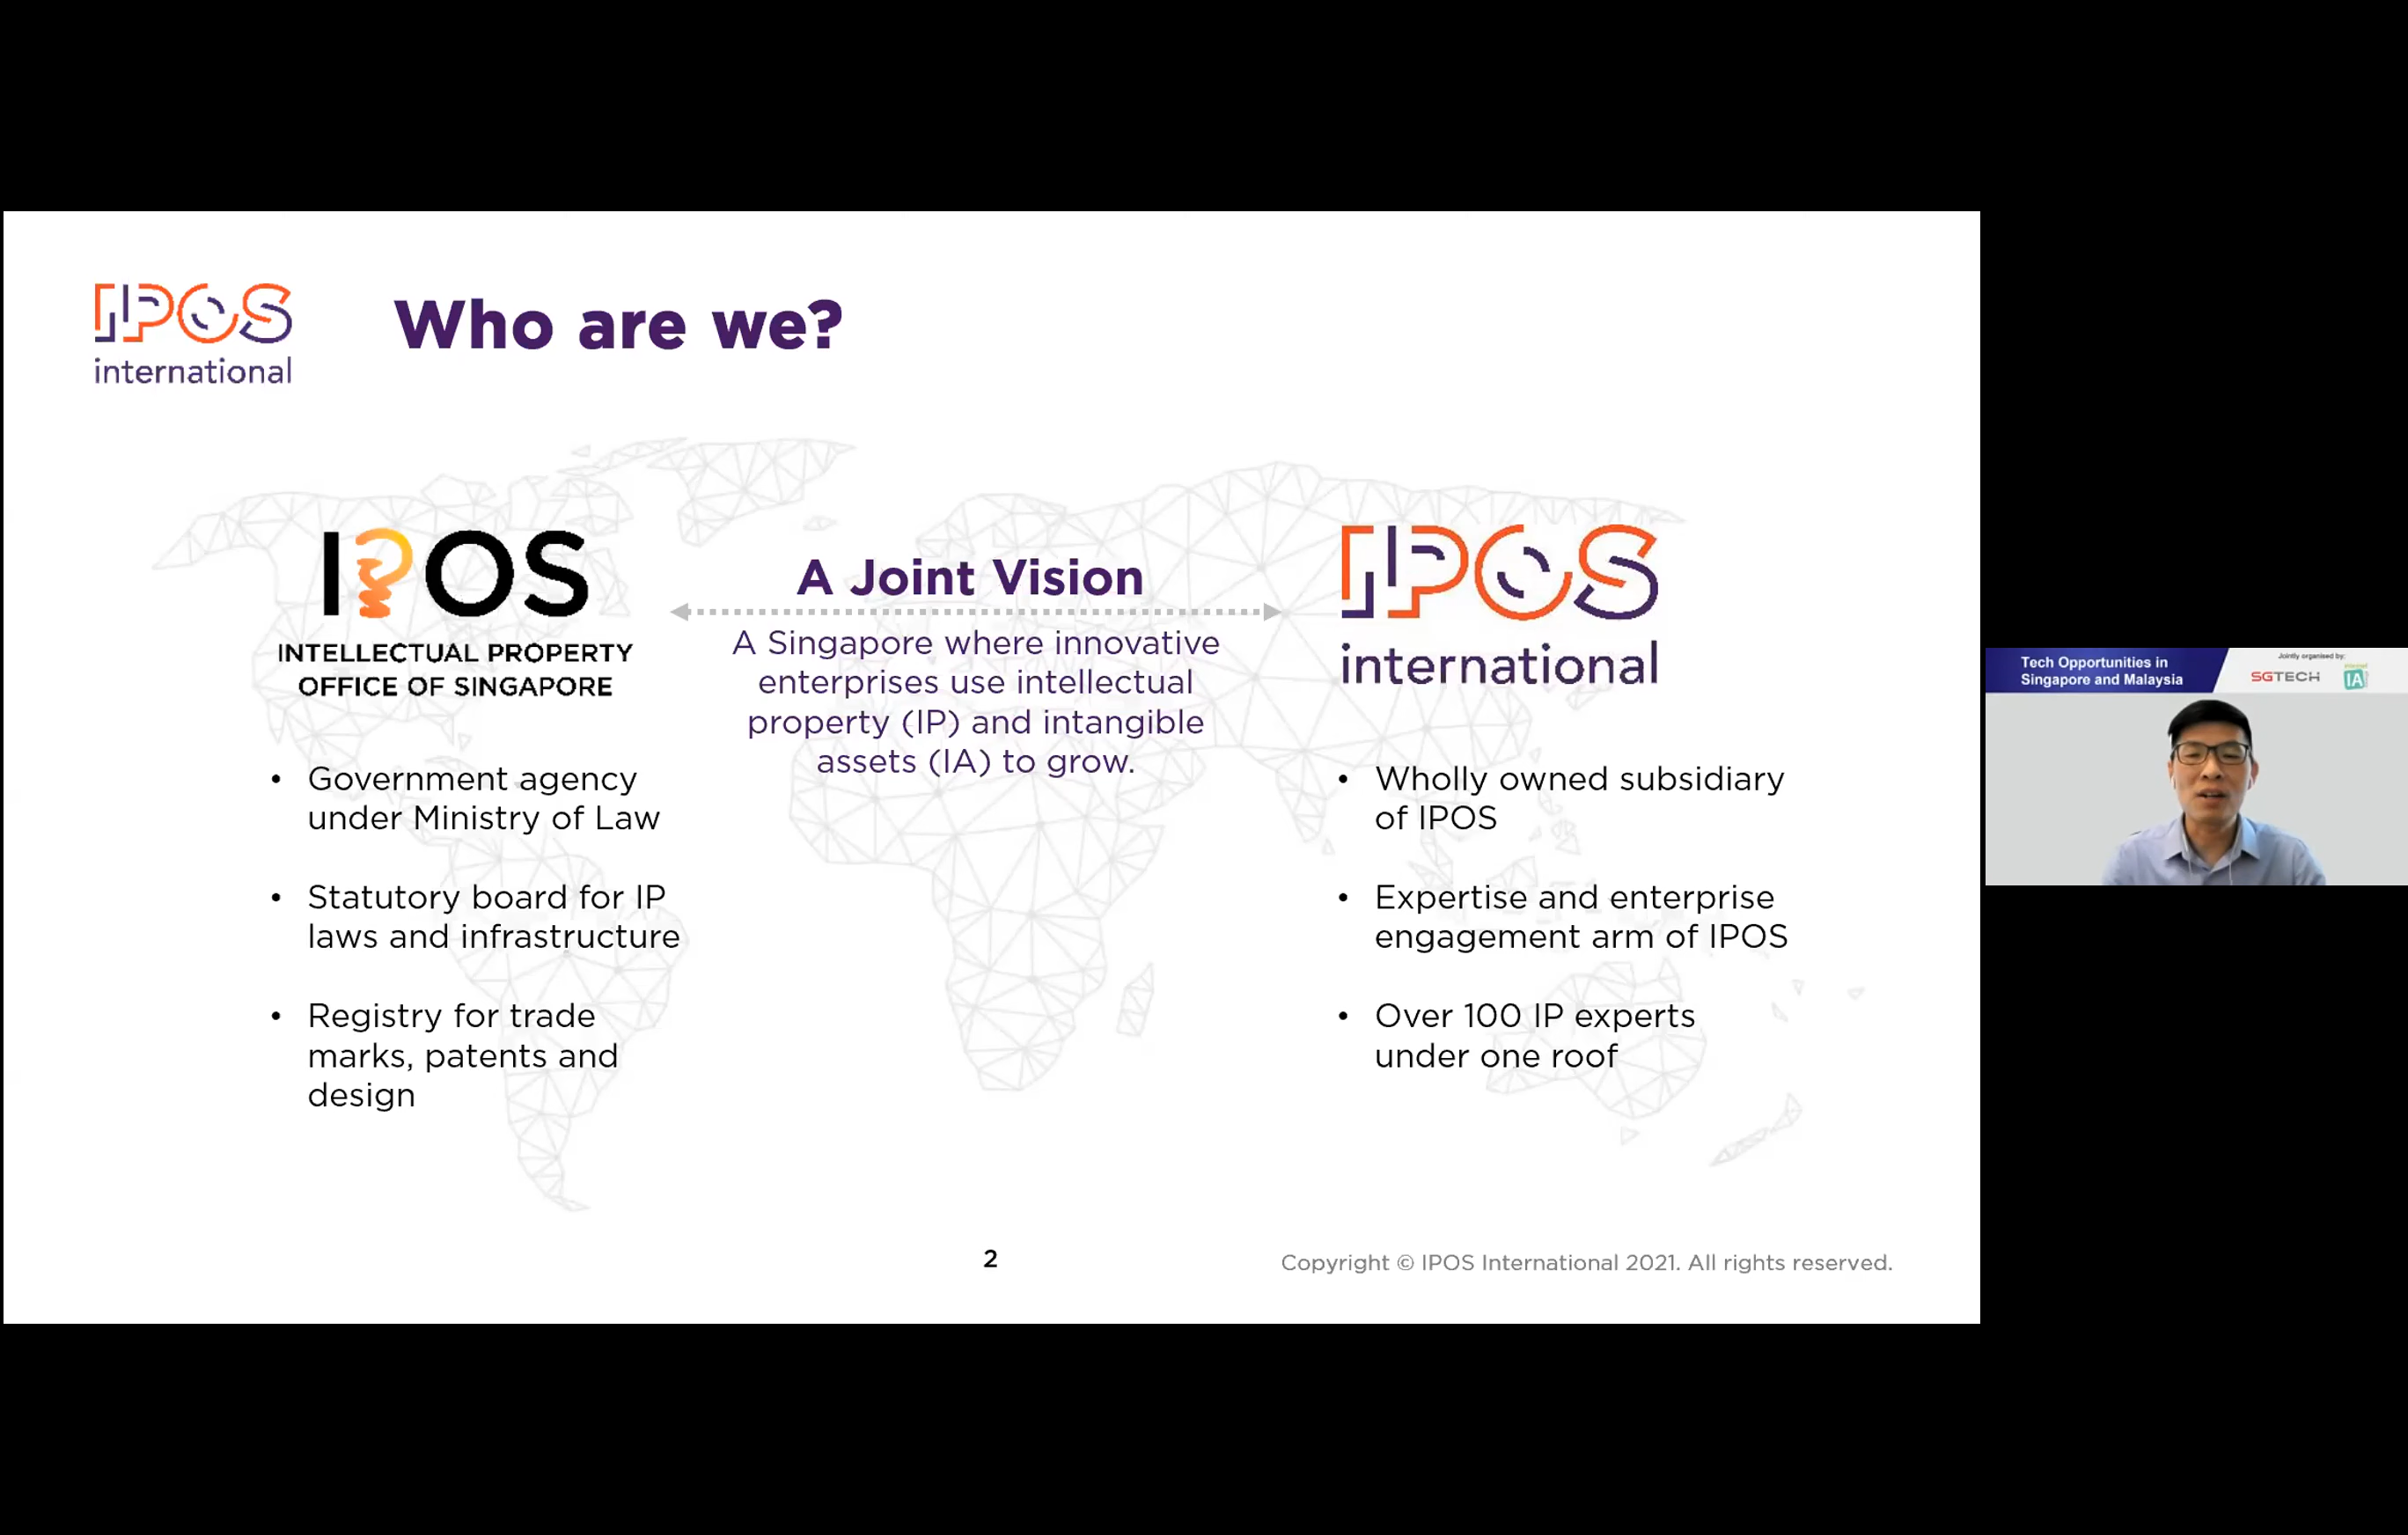 IPOS
international
Who are we?
IPOS
INTELLECTUAL PROPERTY
OFFICE OF SINGAPORE
• Government agency
under Ministry of Law
• Statutory board for IP
laws and infrastructure
• Registry for trade
marks, patents and
design
A Joint Vision
A Singapore where innovative
enterprises use intellectual
property (IP) and intangible
assets (IA) to grow.
IPOS
international
• Wholly owned subsidiary
of IPOS
• Expertise and enterprise
engagement arm of IPOS
• Over 100 IP experts
under one roof
2
Copyright © IPOS International 2021. All rights reserved.
Tech Opportunities in
Singapore and Malaysia
Jointly organised by:
SGTECH
IA